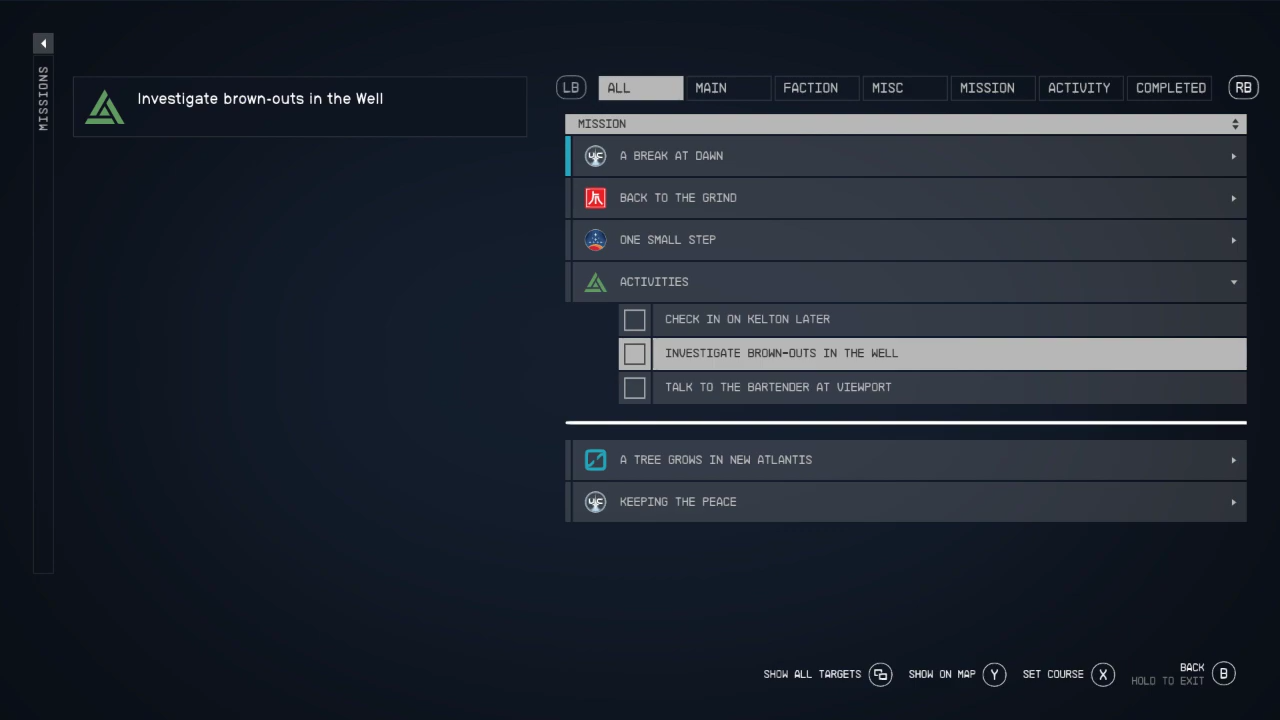 MISSIONS
Investigate brown-outs in the Well
LB ALL MAIN FACTION MISC MISSION ACTIVITY COMPLETED RB
MISSION
UC A BREAK AT DAWN
BACK TO THE GRIND
ONE SMALL STEP
ACTIVITIES
CHECK IN ON KELTON LATER
INVESTIGATE BROWN-OUTS IN THE WELL
TALK TO THE BARTENDER AT VIEWPORT
A TREE GROWS IN NEW ATLANTIS
UC KEEPING THE PEACE
SHOW ALL TARGETS SHOW ON MAP Y SET COURSE X BACK B
HOLD TO EXIT